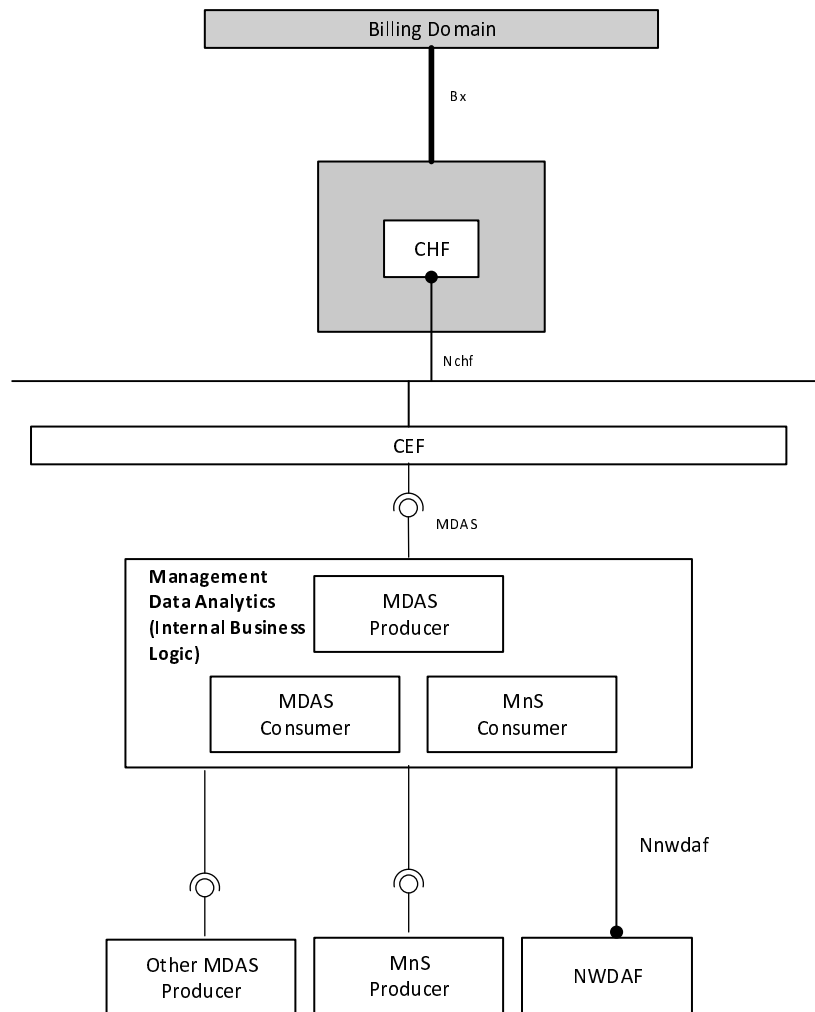 Billing Domain
Bx
CHF
Nchf
CEF
MDAS
Management
Data Analytics
(Internal Business
Logic)
MDAS
Producer
MDAS
Consumer
MnS
Consumer
Nnwdaf
Other MDAS
Producer
MnS
Producer
NWDAF